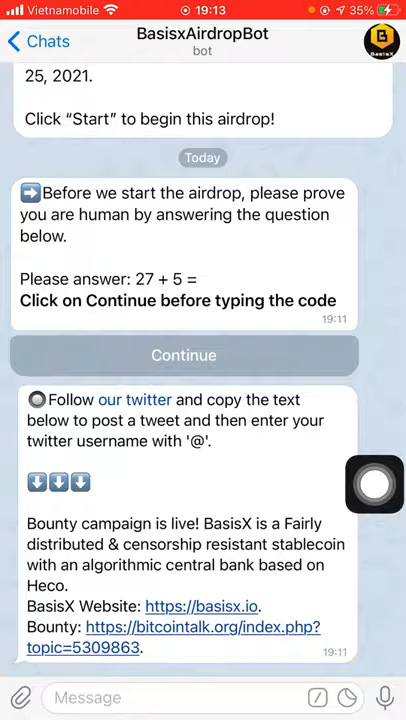 Vietnamobile
19:13
35%
Chats
BasisxAirdropBot
bot
BasisX
25, 2021.
Click “Start” to begin this airdrop!
Today
➡️Before we start the airdrop, please prove
you are human by answering the question
below.
Please answer: 27 + 5 =
Click on Continue before typing the code
19:11
Continue
🔘Follow our twitter and copy the text
below to post a tweet and then enter your
twitter username with '@'.
⬇️⬇️⬇️
Bounty campaign is live! BasisX is a Fairly
distributed & censorship resistant stablecoin
with an algorithmic central bank based on
Heco.
BasisX Website: https://basisx.io.
Bounty: https://bitcointalk.org/index.php?
topic=5309863.
19:11
Message